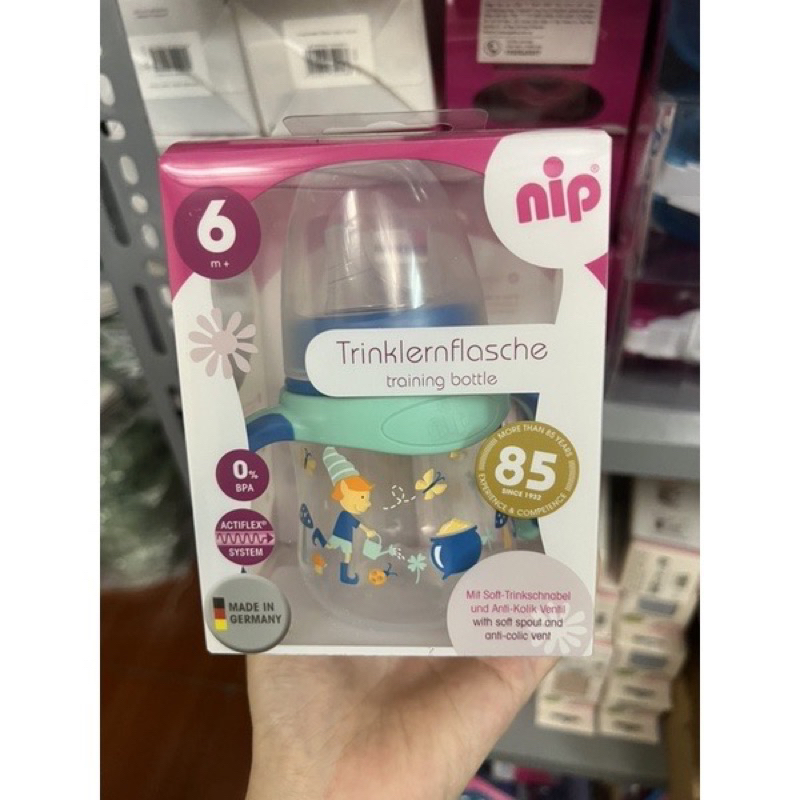 nip®
6
m+
Trinklernflasche
training bottle
nip
MORE THAN 85 YEARS
85
SINCE 1932
EXPERIENCE & COMPETENCE
0%
BPA
ACTIFLEX®
SYSTEM
MADE IN
GERMANY
Mit Soft-Trinkschnabel
und Anti-Kolik Ventil
with soft spout and
anti-colic vent